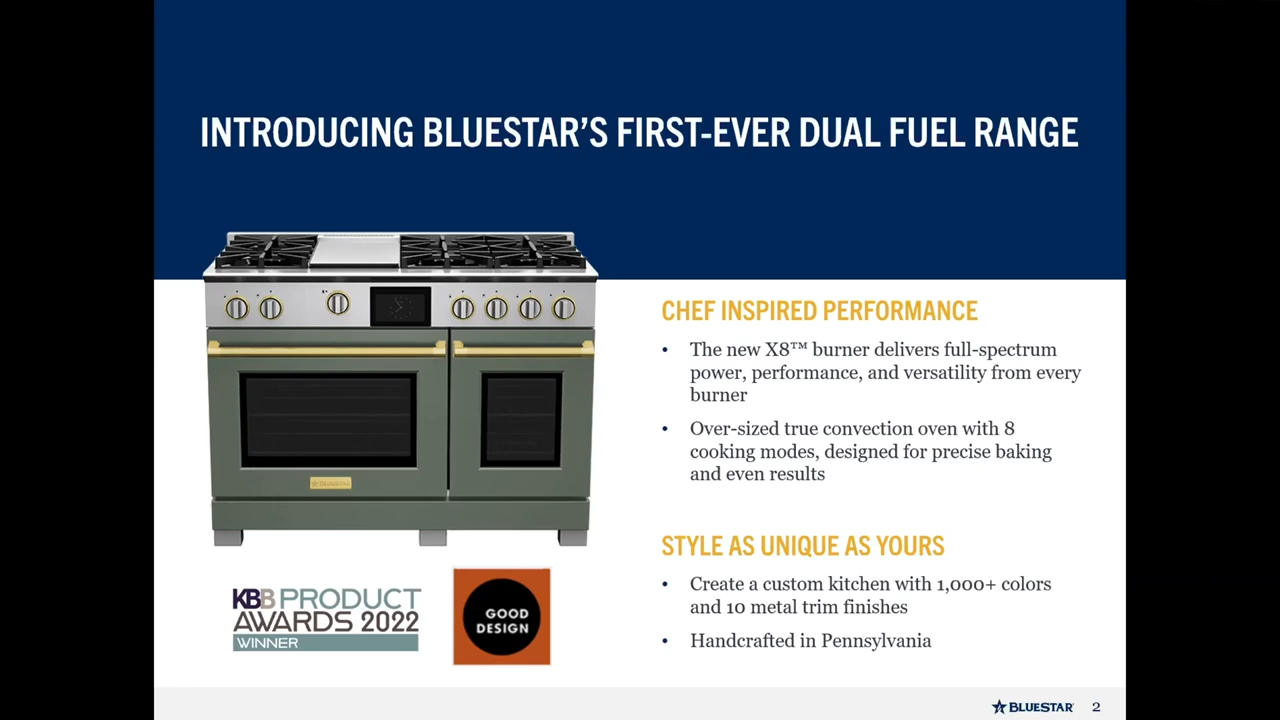 INTRODUCING BLUESTAR’S FIRST-EVER DUAL FUEL RANGE
CHEF INSPIRED PERFORMANCE
• The new X8™ burner delivers full-spectrum
power, performance, and versatility from every
burner
• Over-sized true convection oven with 8
cooking modes, designed for precise baking
and even results
STYLE AS UNIQUE AS YOURS
• Create a custom kitchen with 1,000+ colors
and 10 metal trim finishes
• Handcrafted in Pennsylvania
BLUESTAR
KBB PRODUCT
AWARDS 2022
WINNER
GOOD
DESIGN
BLUESTAR 2